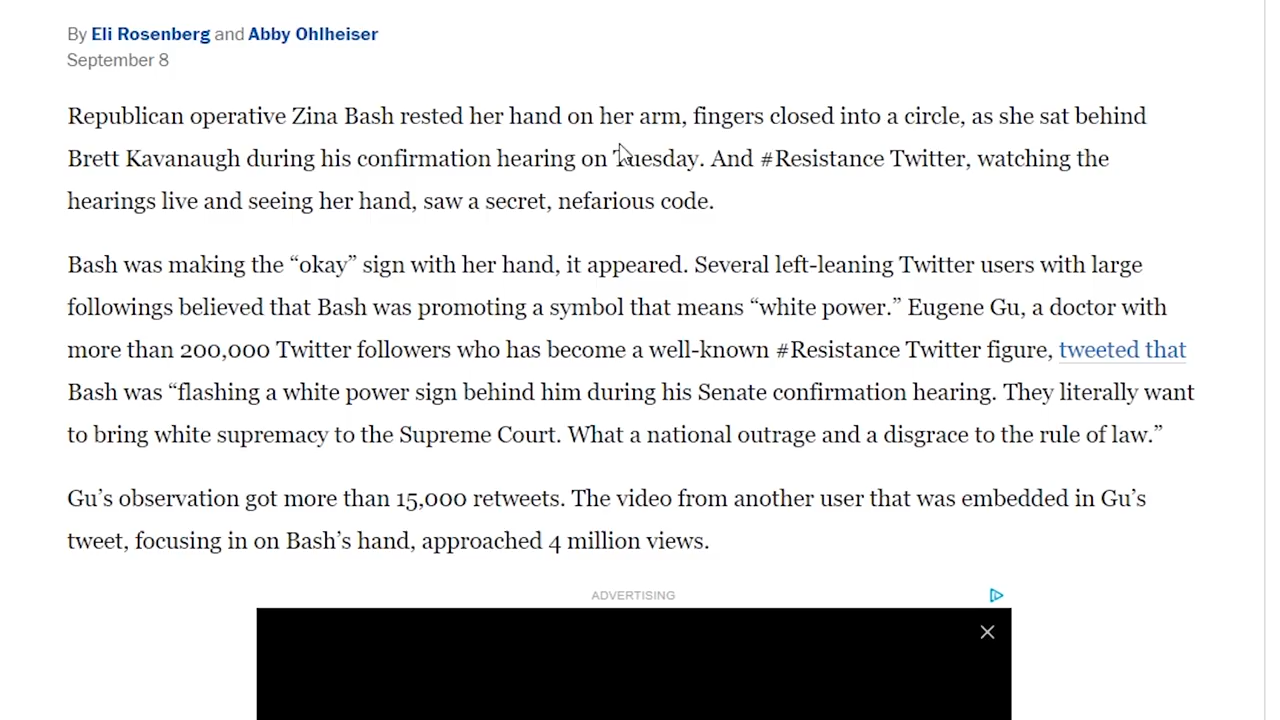 By Eli Rosenberg and Abby Ohlheiser
September 8
Republican operative Zina Bash rested her hand on her arm, fingers closed into a circle, as she sat behind
Brett Kavanaugh during his confirmation hearing on Tuesday. And #Resistance Twitter, watching the
hearings live and seeing her hand, saw a secret, nefarious code.
Bash was making the “okay” sign with her hand, it appeared. Several left-leaning Twitter users with large
followings believed that Bash was promoting a symbol that means “white power.” Eugene Gu, a doctor with
more than 200,000 Twitter followers who has become a well-known #Resistance Twitter figure, tweeted that
Bash was “flashing a white power sign behind him during his Senate confirmation hearing. They literally want
to bring white supremacy to the Supreme Court. What a national outrage and a disgrace to the rule of law.”
Gu’s observation got more than 15,000 retweets. The video from another user that was embedded in Gu’s
tweet, focusing in on Bash’s hand, approached 4 million views.
ADVERTISING